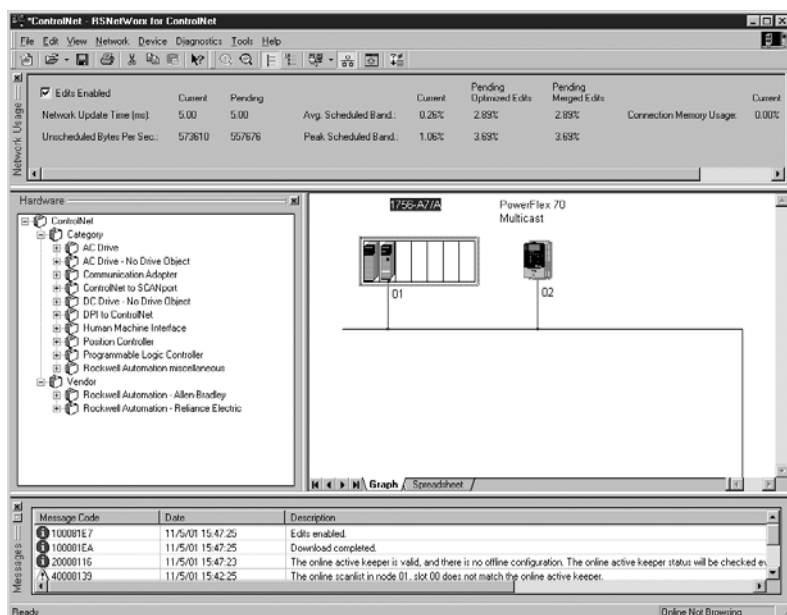 *ControlNet - RSNetWorx for ControlNet
File Edit View Network Device Diagnostics Tools Help
Network Usage
Edits Enabled
Current Pending
Current
Pending Optimized Edits
Pending Merged Edits
Current
Network Update Time (ms): 5.00 5.00 Avg. Scheduled Band.: 0.26% 2.89% 2.89% Connection Memory Usage: 0.00%
Unscheduled Bytes Per Sec.: 573610 557676 Peak Scheduled Band.: 1.06% 3.69% 3.69%
Hardware
ControlNet
Category
AC Drive
AC Drive - No Drive Object
Communication Adapter
ControlNet to SCANport
DC Drive - No Drive Object
DPI to ControlNet
Human Machine Interface
Position Controller
Programmable Logic Controller
Rockwell Automation miscellaneous
Vendor
Rockwell Automation - Allen-Bradley
Rockwell Automation - Reliance Electric
1756-A7/A
PowerFlex 70
Multicast
01
02
Graph Spreadsheet
Messages
Message Code Date Description
100081E7 11/5/01 15:47:25 Edits enabled.
100081EA 11/5/01 15:47:25 Download completed.
20008116 11/5/01 15:47:23 The online active keeper is valid, and there is no offline configuration. The online active keeper status will be checked
40008139 11/5/01 15:42:25 The online scanlist in node 01, slot 00 does not match the online active keeper.
Ready Online Not Browsing